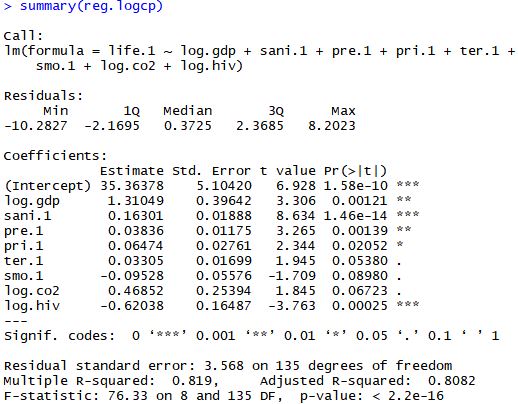 > summary(reg.logcp)
Call:
lm(formula = life.1 ~ log.gdp + sani.1 + pre.1 + pri.1 + ter.1 +
    smo.1 + log.co2 + log.hiv)
Residuals:
     Min       1Q   Median       3Q      Max
-10.2827  -2.1695   0.3725   2.3685   8.2023
Coefficients:
            Estimate Std. Error t value Pr(>|t|)
(Intercept) 35.36378    5.10420   6.928 1.58e-10 ***
log.gdp      1.31049    0.39642   3.306  0.00121 **
sani.1       0.16301    0.01888   8.634 1.46e-14 ***
pre.1        0.03836    0.01175   3.265  0.00139 **
pri.1        0.06474    0.02761   2.344  0.02052 *
ter.1        0.03305    0.01699   1.945  0.05380 .
smo.1       -0.09528    0.05576  -1.709  0.08980 .
log.co2      0.46852    0.25394   1.845  0.06723 .
log.hiv     -0.62038    0.16487  -3.763  0.00025 ***
---
Signif. codes:  0 ‘***’ 0.001 ‘**’ 0.01 ‘*’ 0.05 ‘.’ 0.1 ‘ ’ 1
Residual standard error: 3.568 on 135 degrees of freedom
Multiple R-squared:  0.819,	Adjusted R-squared:  0.8082
F-statistic: 76.33 on 8 and 135 DF,  p-value: < 2.2e-16